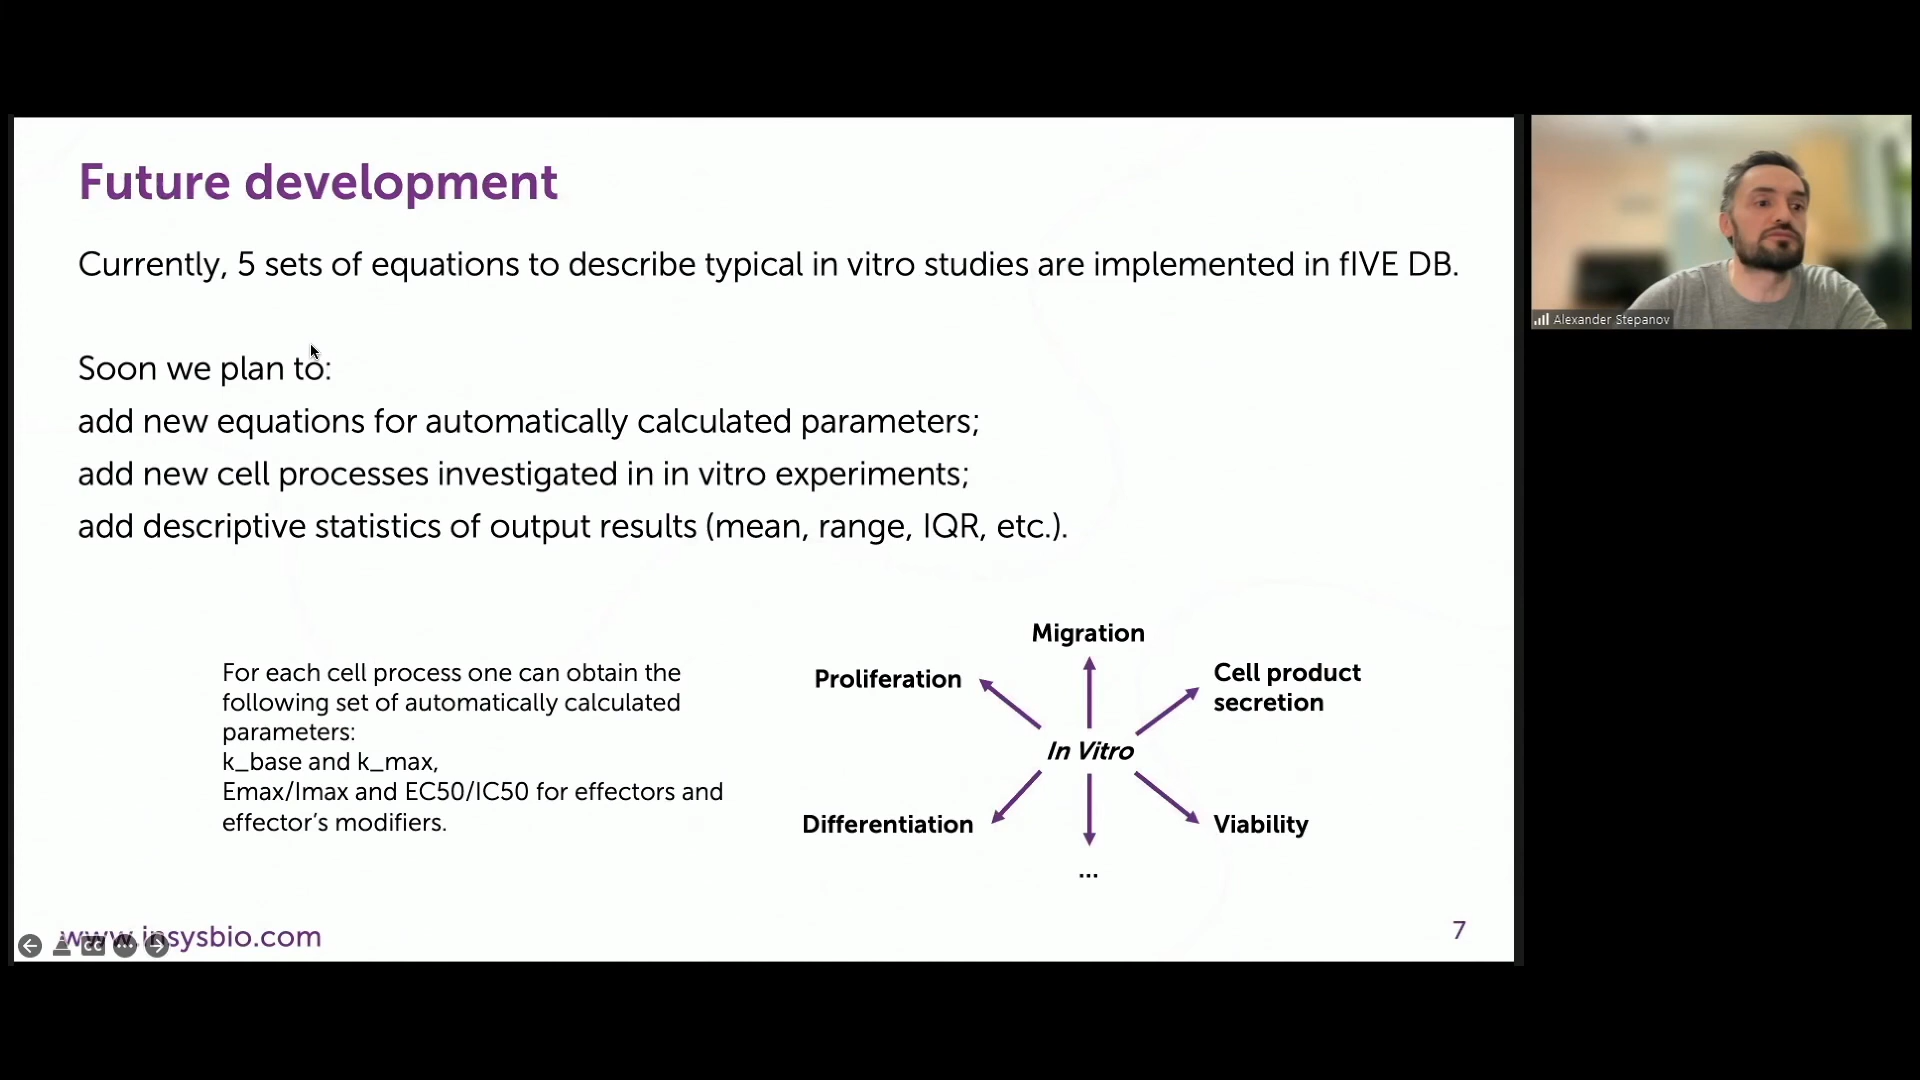 Future development
Currently, 5 sets of equations to describe typical in vitro studies are implemented in fIVE DB.
Soon we plan to:
add new equations for automatically calculated parameters;
add new cell processes investigated in in vitro experiments;
add descriptive statistics of output results (mean, range, IQR, etc.).
For each cell process one can obtain the
following set of automatically calculated
parameters:
k_base and k_max,
Emax/Imax and EC50/IC50 for effectors and
effector’s modifiers.
Migration
Proliferation
Cell product
secretion
In Vitro
Differentiation
Viability
...
www.insysbio.com
CC
7
Alexander Stepanov